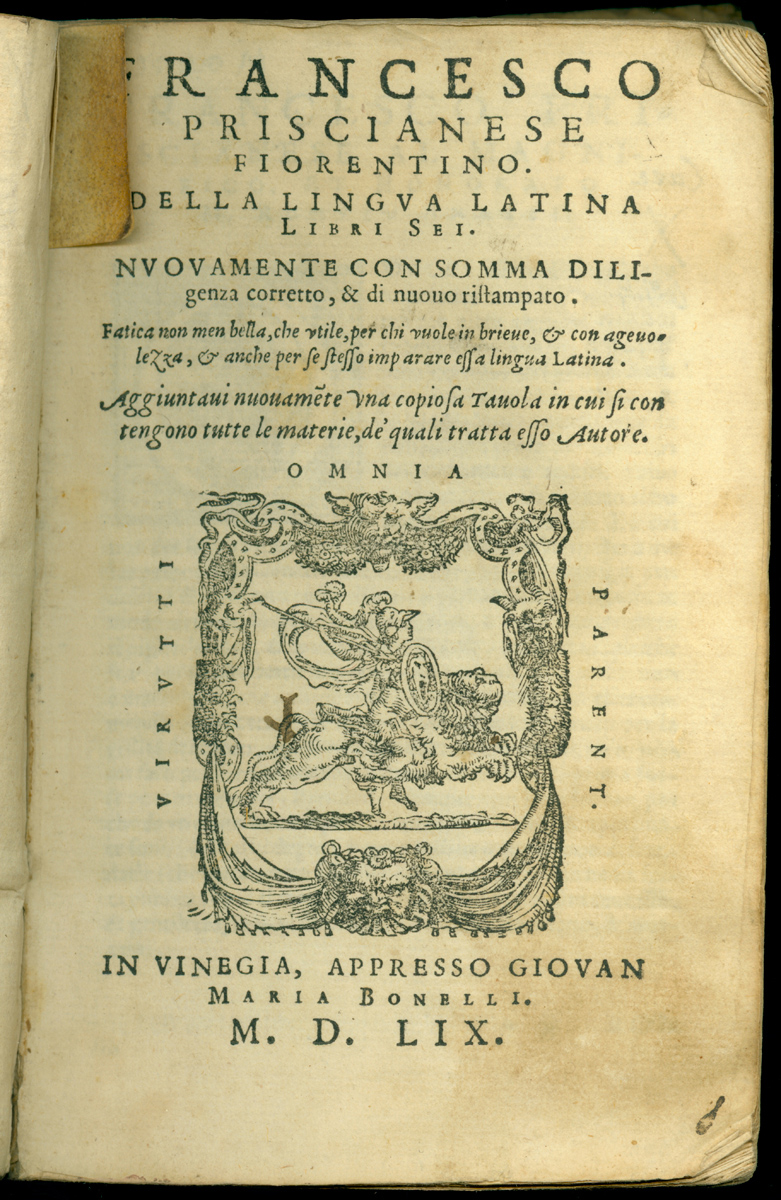 FRANCESCO
PRISCIANESE
FIORENTINO.
DELLA LINGVA LATINA
LIBRI SEI.
NVOVAMENTE CON SOMMA DILI-
genza corretto, & di nuouo riſtampato.
Fatica non men bella, che vtile, per chi vuole in brieue, & con ageuo-
lezza, & anche per ſe ſteſſo imparare eſſa lingua Latina.
Aggiuntaui nuouamẽte vna copioſa Tauola in cui ſi con
tengono tutte le materie, de' quali tratta eſſo Autore.
OMNIA
VIRVTTI
PARENT.
IN VINEGIA, APPRESSO GIOVAN
MARIA BONELLI.
M. D. LIX.